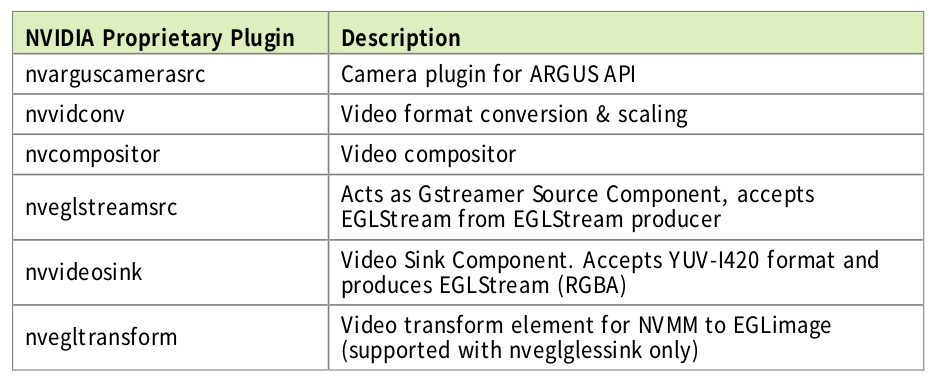 NVIDIA Proprietary Plugin Description
nvarguscamerasrc Camera plugin for ARGUS API
nvvidconv Video format conversion & scaling
nvcompositor Video compositor
nveglstreamsrc Acts as Gstreamer Source Component, accepts
EGLStream from EGLStream producer
nvvideosink Video Sink Component. Accepts YUV-I420 format and
produces EGLStream (RGBA)
nvegltransform Video transform element for NVMM to EGLimage
(supported with nveglglessink only)